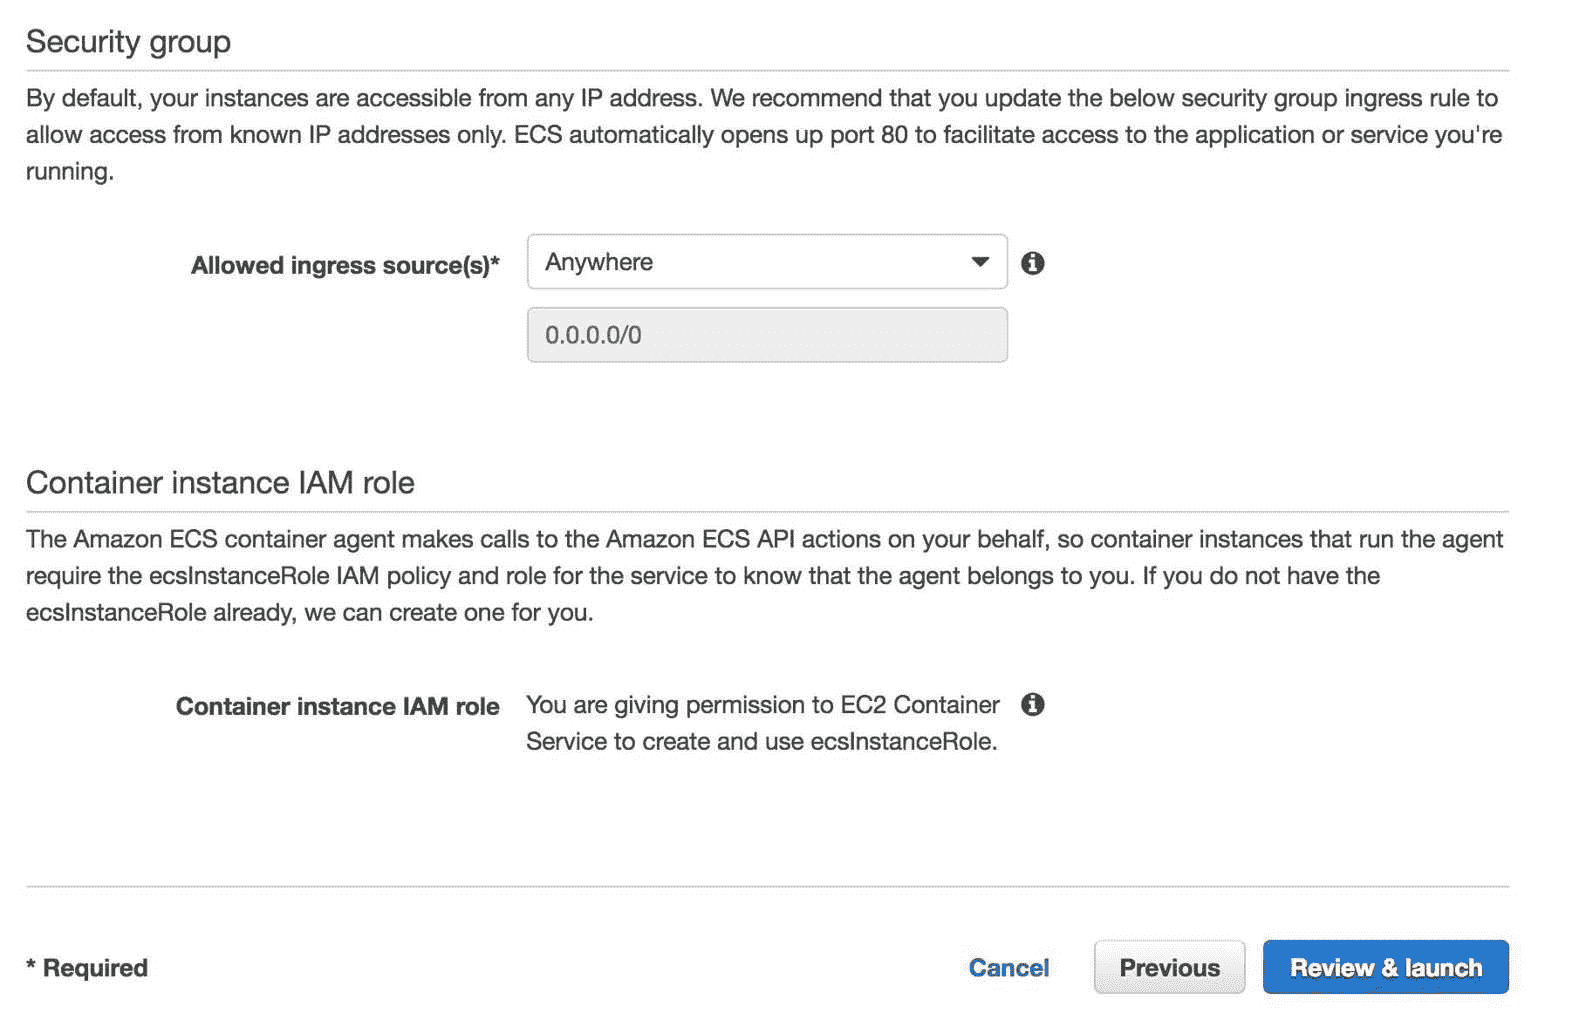 Security group
By default, your instances are accessible from any IP address. We recommend that you update the below security group ingress rule to
allow access from known IP addresses only. ECS automatically opens up port 80 to facilitate access to the application or service you're
running.
Allowed ingress source(s)*
Anywhere
0.0.0.0/0
Container instance IAM role
The Amazon ECS container agent makes calls to the Amazon ECS API actions on your behalf, so container instances that run the agent
require the ecsInstanceRole IAM policy and role for the service to know that the agent belongs to you. If you do not have the
ecsInstanceRole already, we can create one for you.
Container instance IAM role
You are giving permission to EC2 Container
Service to create and use ecsInstanceRole.
* Required
Cancel
Previous
Review & launch